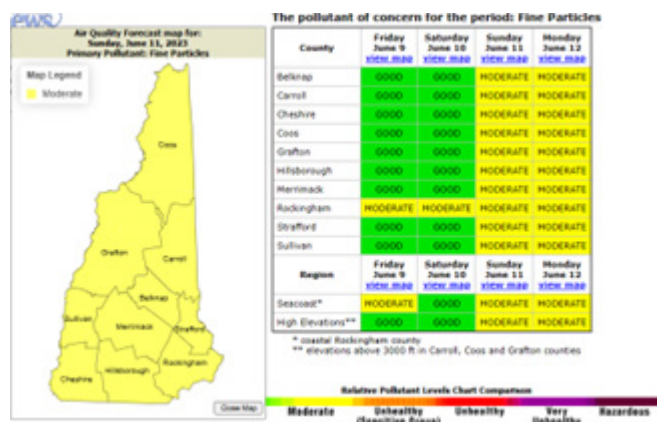 Air Quality Forecast map for:
Sunday, June 11, 2023
Primary Pollutant: Fine Particles
Map Legend
Moderate
Coos
Grafton
Carroll
Belknap
Sullivan
Merrimack
Strafford
Cheshire
Hillsborough
Rockingham
Close Map
The pollutant of concern for the period: Fine Particles
County Friday June 9 view map Saturday June 10 view map Sunday June 11 view map Monday June 12 view map
Belknap GOOD GOOD MODERATE MODERATE
Carroll GOOD GOOD MODERATE MODERATE
Cheshire GOOD GOOD MODERATE MODERATE
Coos GOOD GOOD MODERATE MODERATE
Grafton GOOD GOOD MODERATE MODERATE
Hillsborough GOOD GOOD MODERATE MODERATE
Merrimack GOOD GOOD MODERATE MODERATE
Rockingham MODERATE MODERATE MODERATE MODERATE
Strafford GOOD GOOD MODERATE MODERATE
Sullivan GOOD GOOD MODERATE MODERATE
Region Friday June 9 view map Saturday June 10 view map Sunday June 11 view map Monday June 12 view map
Seacoast* MODERATE GOOD MODERATE MODERATE
High Elevations** GOOD GOOD MODERATE MODERATE
* coastal Rockingham county
** elevations above 3000 ft in Carroll, Coos and Grafton counties
Relative Pollutant Levels Chart Comparison
Moderate Unhealthy Unhealthy Very Hazardous
(Sensitive Group) Unhealthy